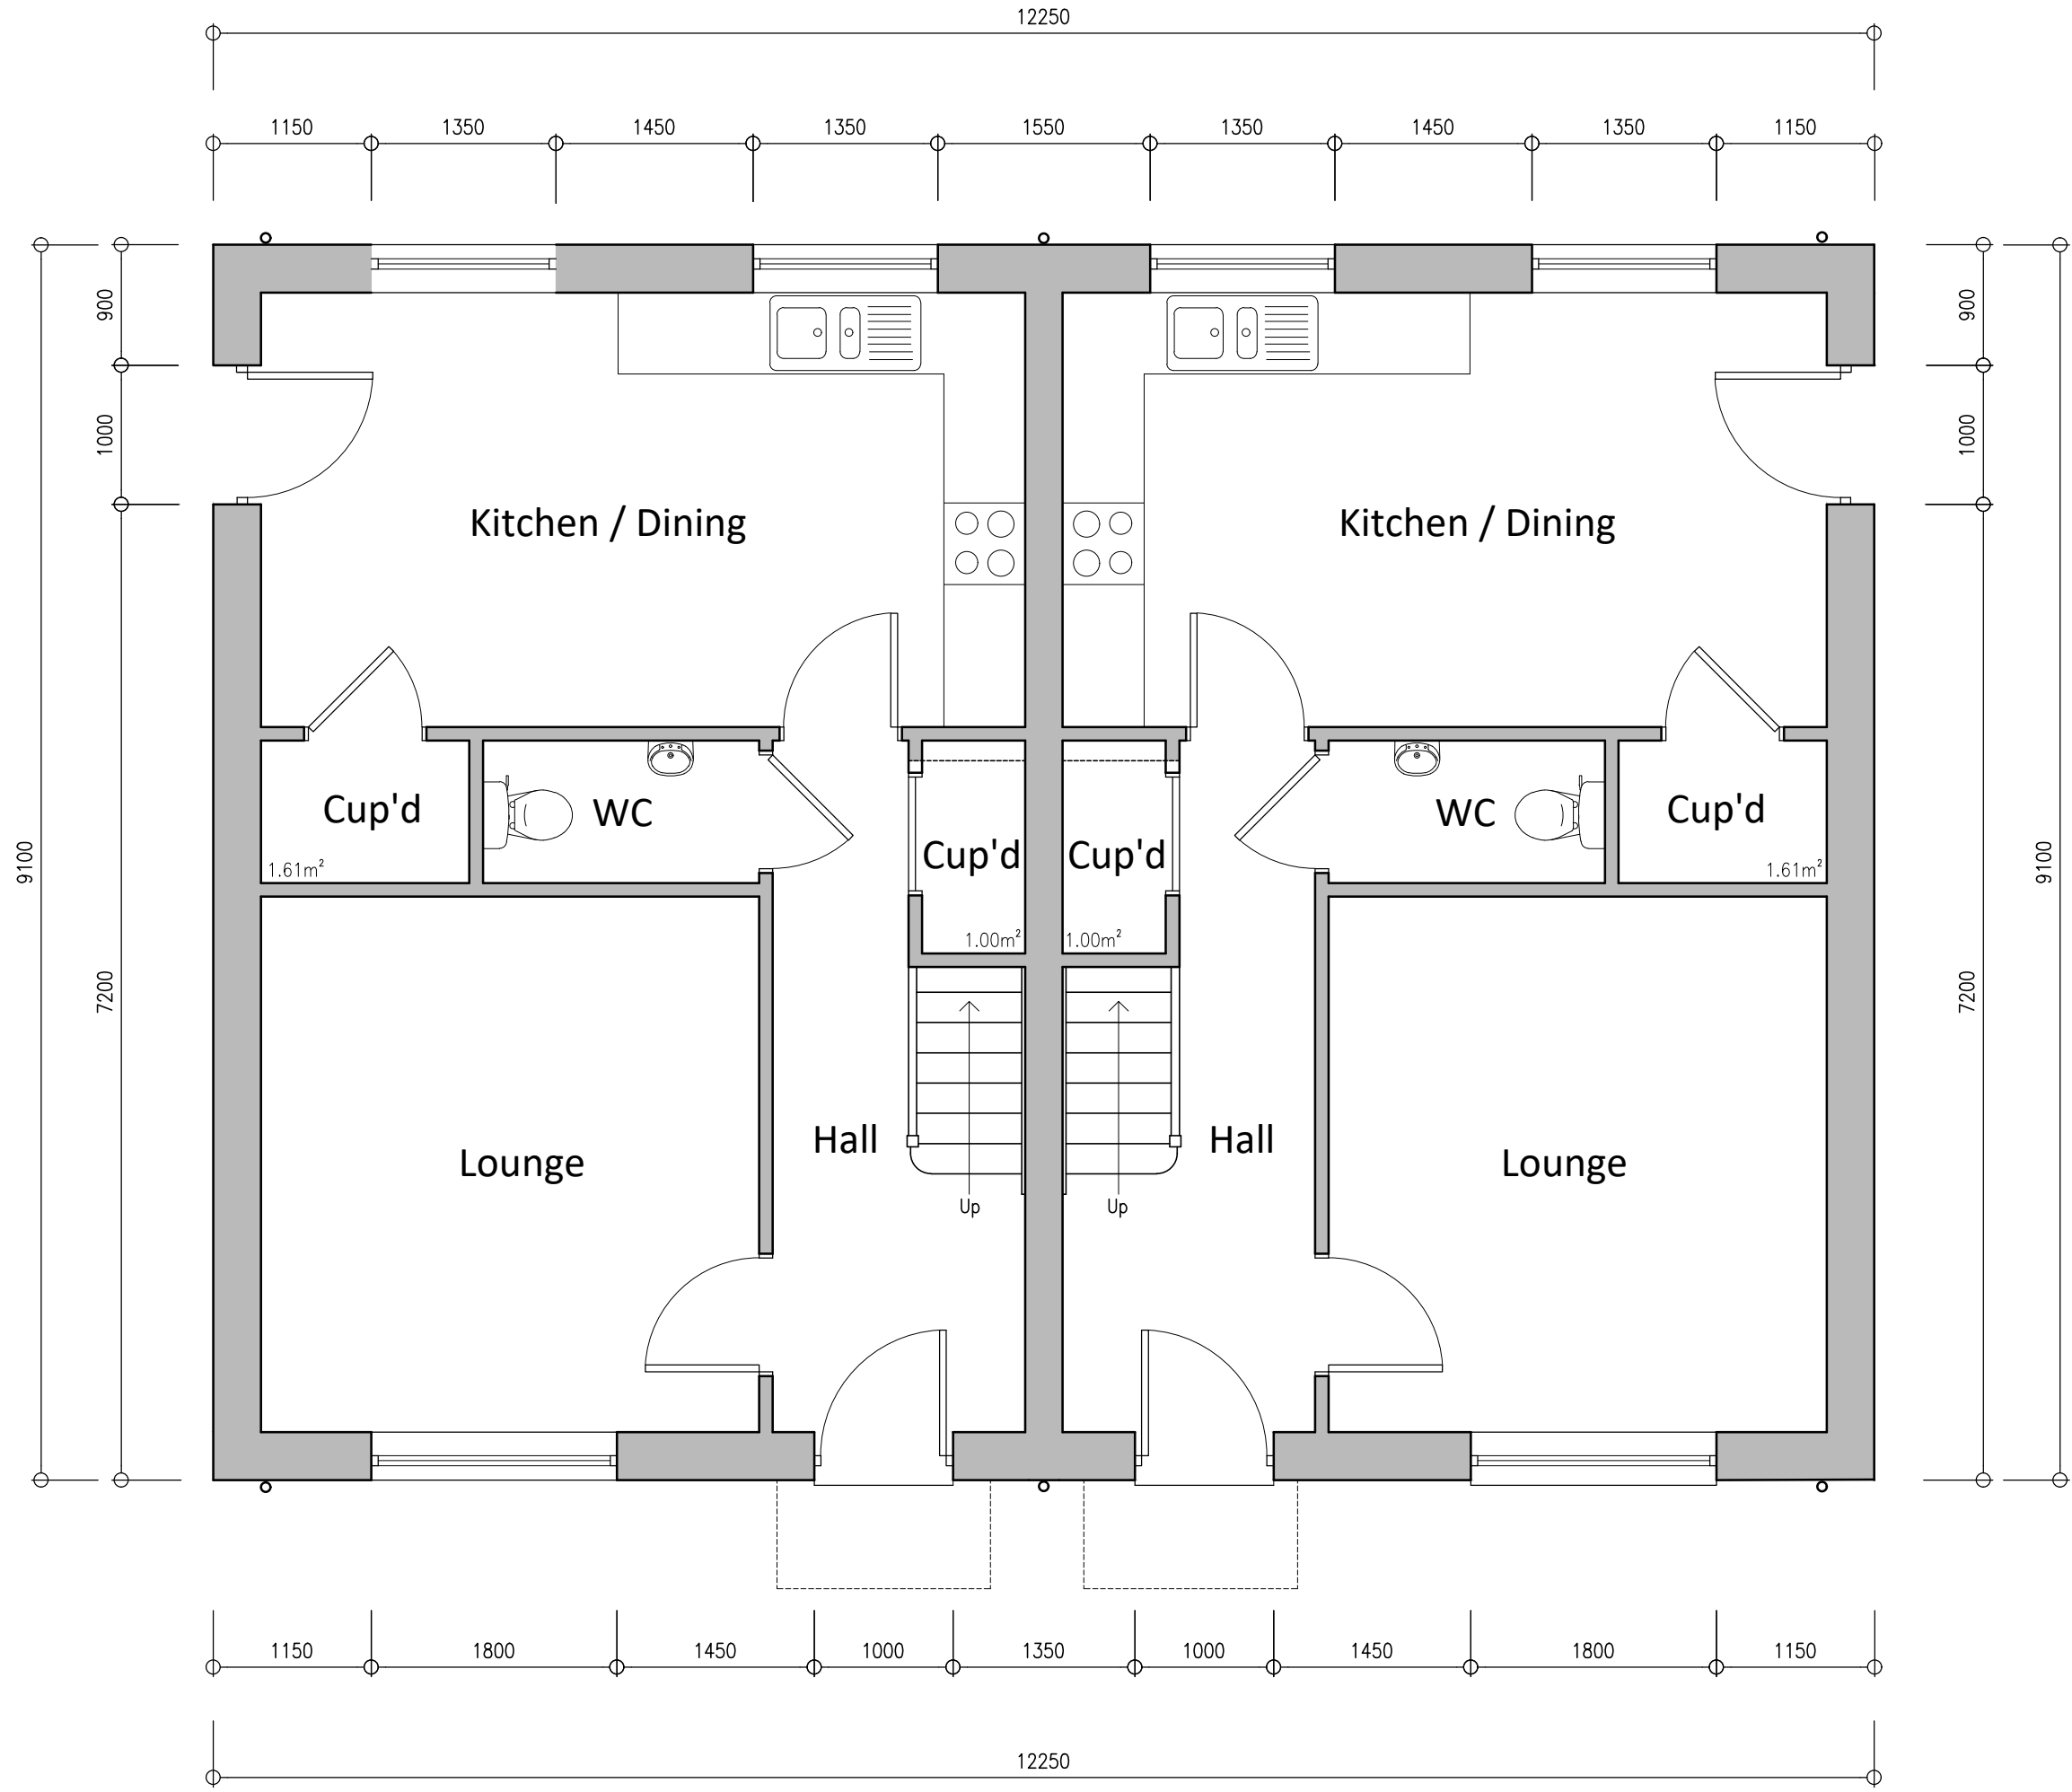 12250
1150 1350 1450 1350 1550 1350 1450 1350 1150
900 900
1000 1000
Kitchen / Dining Kitchen / Dining
Cup'd WC WC Cup'd
Cup'd Cup'd
1.61m² 1.61m²
9100 9100
1.00m² 1.00m²
7200 7200
Hall Hall
Lounge Lounge
Up Up
1150 1800 1450 1000 1350 1000 1450 1800 1150
12250